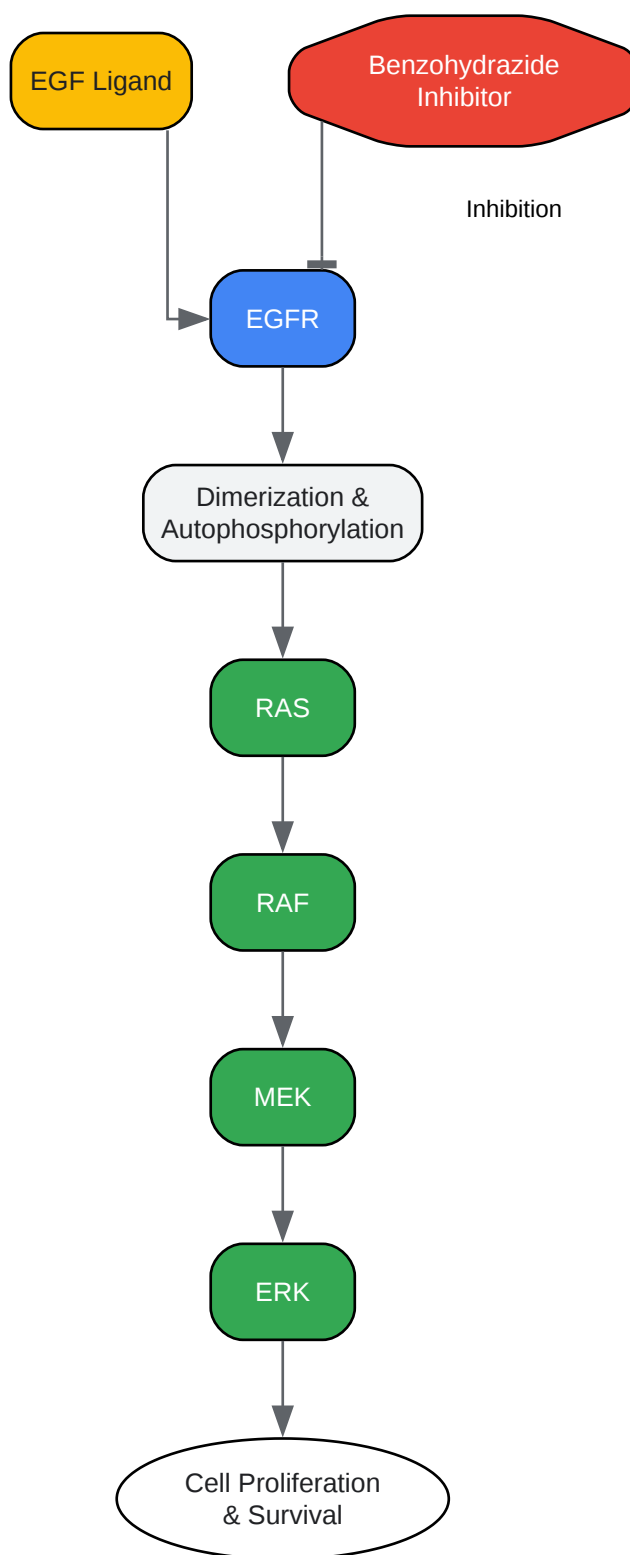 EGF Ligand
Benzohydrazide
Inhibitor
Inhibition
EGFR
Dimerization &
Autophosphorylation
RAS
RAF
MEK
ERK
Cell Proliferation
& Survival